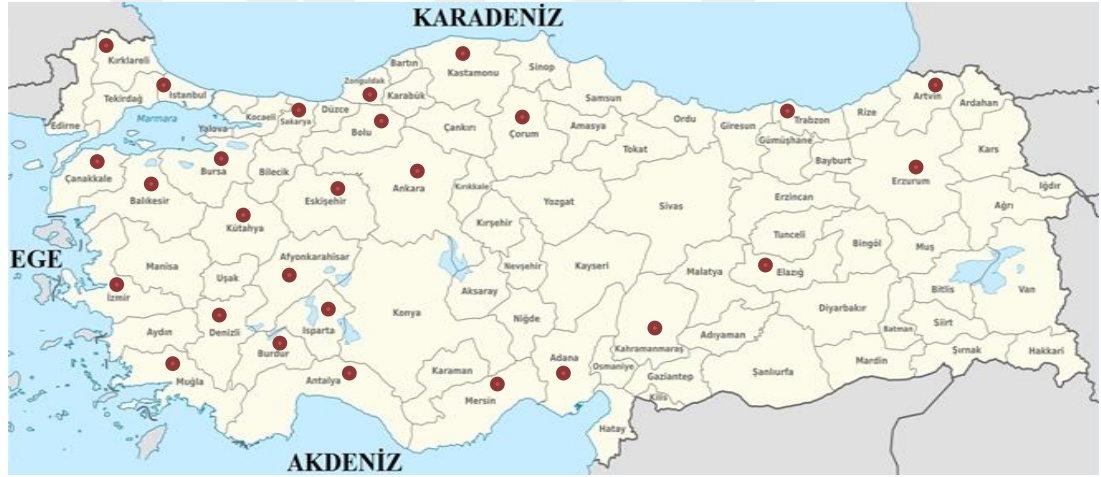 KARADENİZ
Kırklareli
Bartın
Kastamonu
Sinop
Zonguldak
Karabük
Tekirdağ
İstanbul
Edirne
Marmara
Yalova
Kocaeli
Sakarya
Düzce
Bolu
Çankırı
Çorum
Samsun
Amasya
Tokat
Ordu
Giresun
Trabzon
Gümüşhane
Rize
Artvin
Ardahan
Bayburt
Kars
Çanakkale
Balıkesir
Bursa
Bilecik
Eskişehir
Ankara
Kırıkkale
Yozgat
Sivas
Erzincan
Erzurum
Iğdır
Ağrı
Kütahya
Kırşehir
Tunceli
Bingöl
Muş
EGE
Manisa
Uşak
Afyonkarahisar
Nevşehir
Kayseri
Malatya
Elazığ
Bitlis
Van
İzmir
Aksaray
Konya
Niğde
Diyarbakır
Aydın
Denizli
Isparta
Burdur
Adıyaman
Batman
Siirt
Kahramanmaraş
Şırnak
Hakkari
Muğla
Antalya
Karaman
Mersin
Adana
Osmaniye
Gaziantep
Şanlıurfa
Mardin
Kilis
Hatay
AKDENİZ